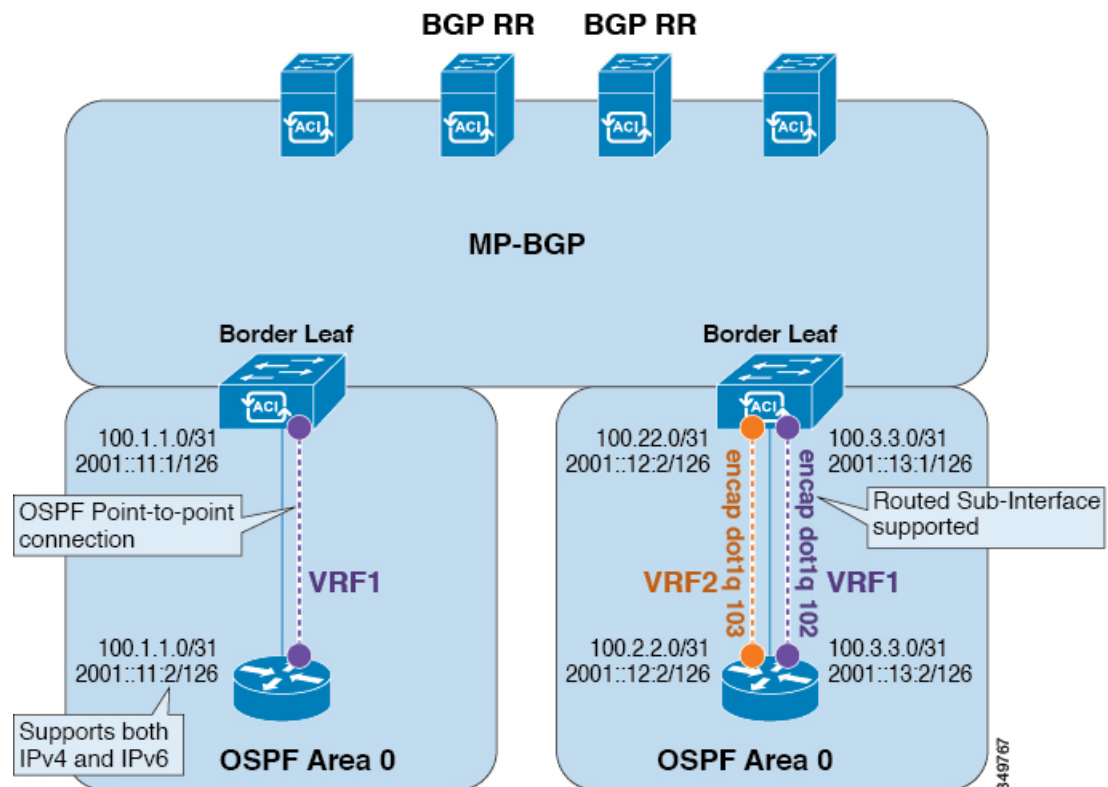 BGP RR
BGP RR
ACI
ACI
ACI
ACI
MP-BGP
Border Leaf
Border Leaf
ACI
ACI
100.1.1.0/31
2001::11:1/126
OSPF Point-to-point
connection
VRF1
100.1.1.0/31
2001::11:2/126
Supports both
IPv4 and IPv6
OSPF Area 0
100.22.0/31
2001::12:2/126
encap dot1q 103
encap dot1q 102
100.3.3.0/31
2001::13:1/126
Routed Sub-Interface
supported
VRF2
VRF1
100.2.2.0/31
2001::12:2/126
100.3.3.0/31
2001::13:2/126
OSPF Area 0
349767